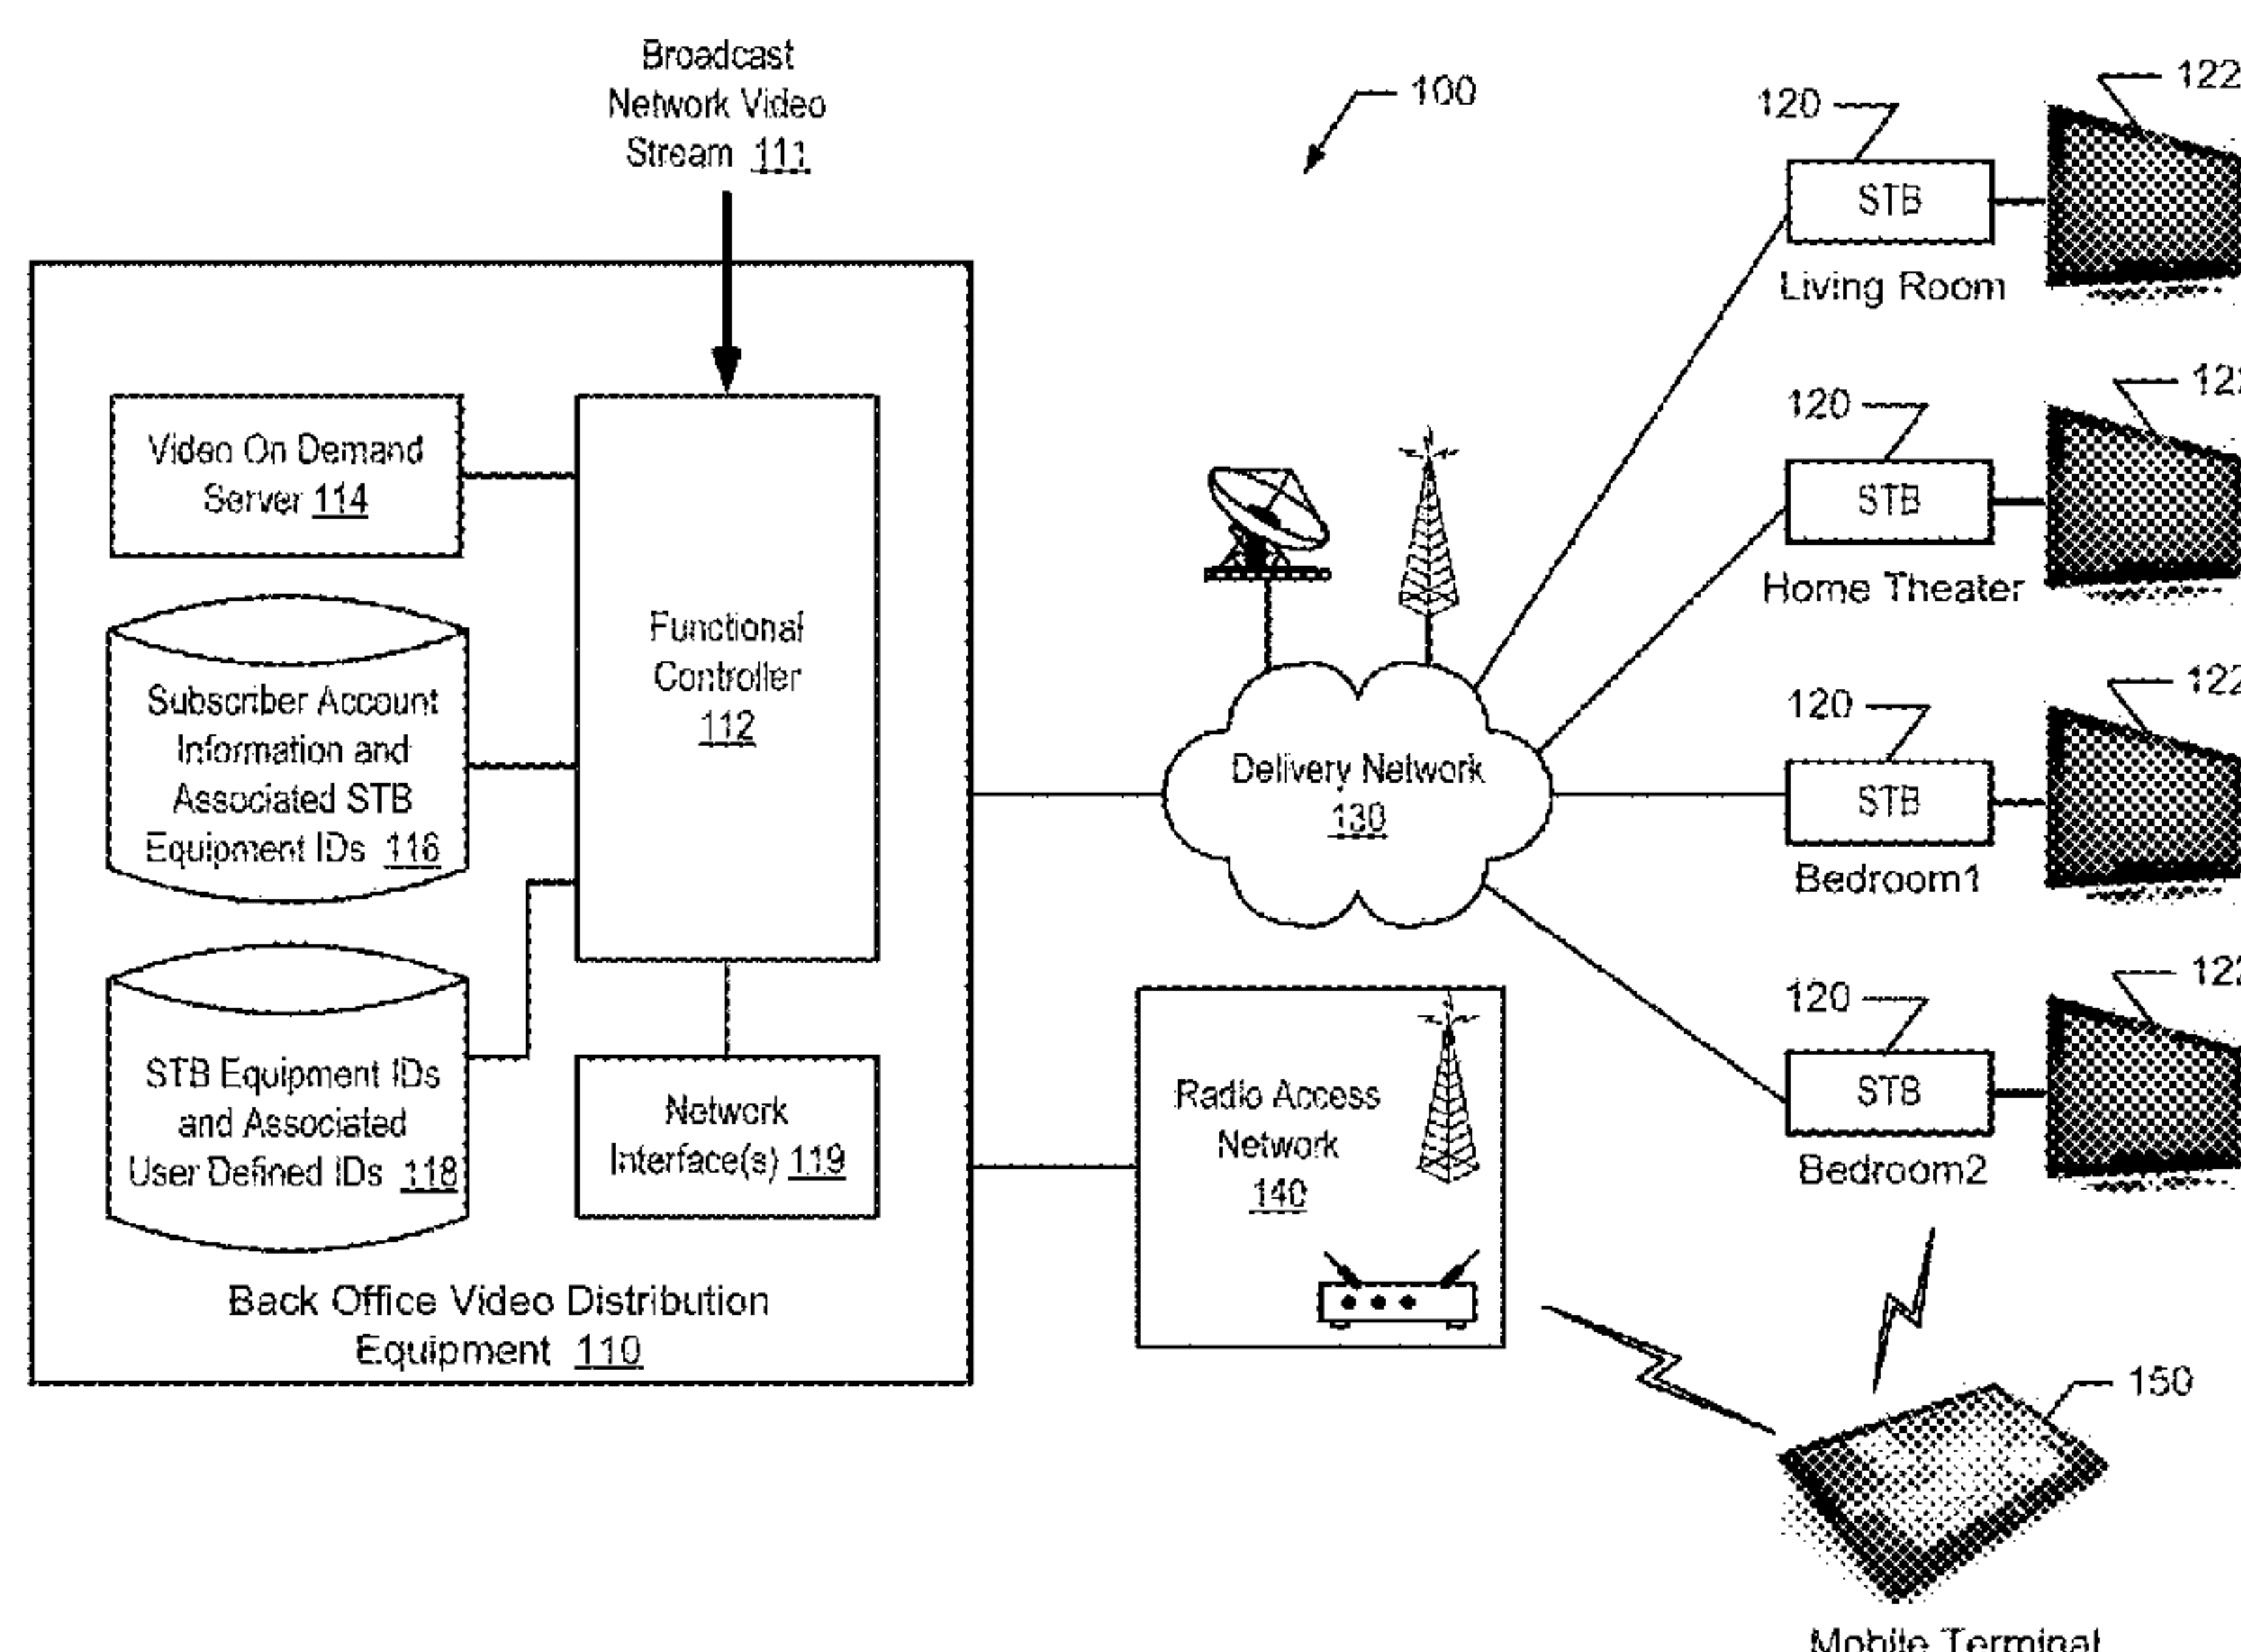 Broadcast
Network Video
Stream 111
100
Video On Demand
Server 114
Subscriber Account
Information and
Associated STB
Equipment IDs 116
STB Equipment IDs
and Associated
User Defined IDs 118
Functional
Controller
112
Network
Interface(s) 119
Back Office Video Distribution
Equipment 110
Delivery Network
130
Radio Access
Network
140
120
122
STB
Living Room
120
STB
Home Theater
120
122
STB
Bedroom1
120
122
STB
Bedroom2
150
Mobile Terminal